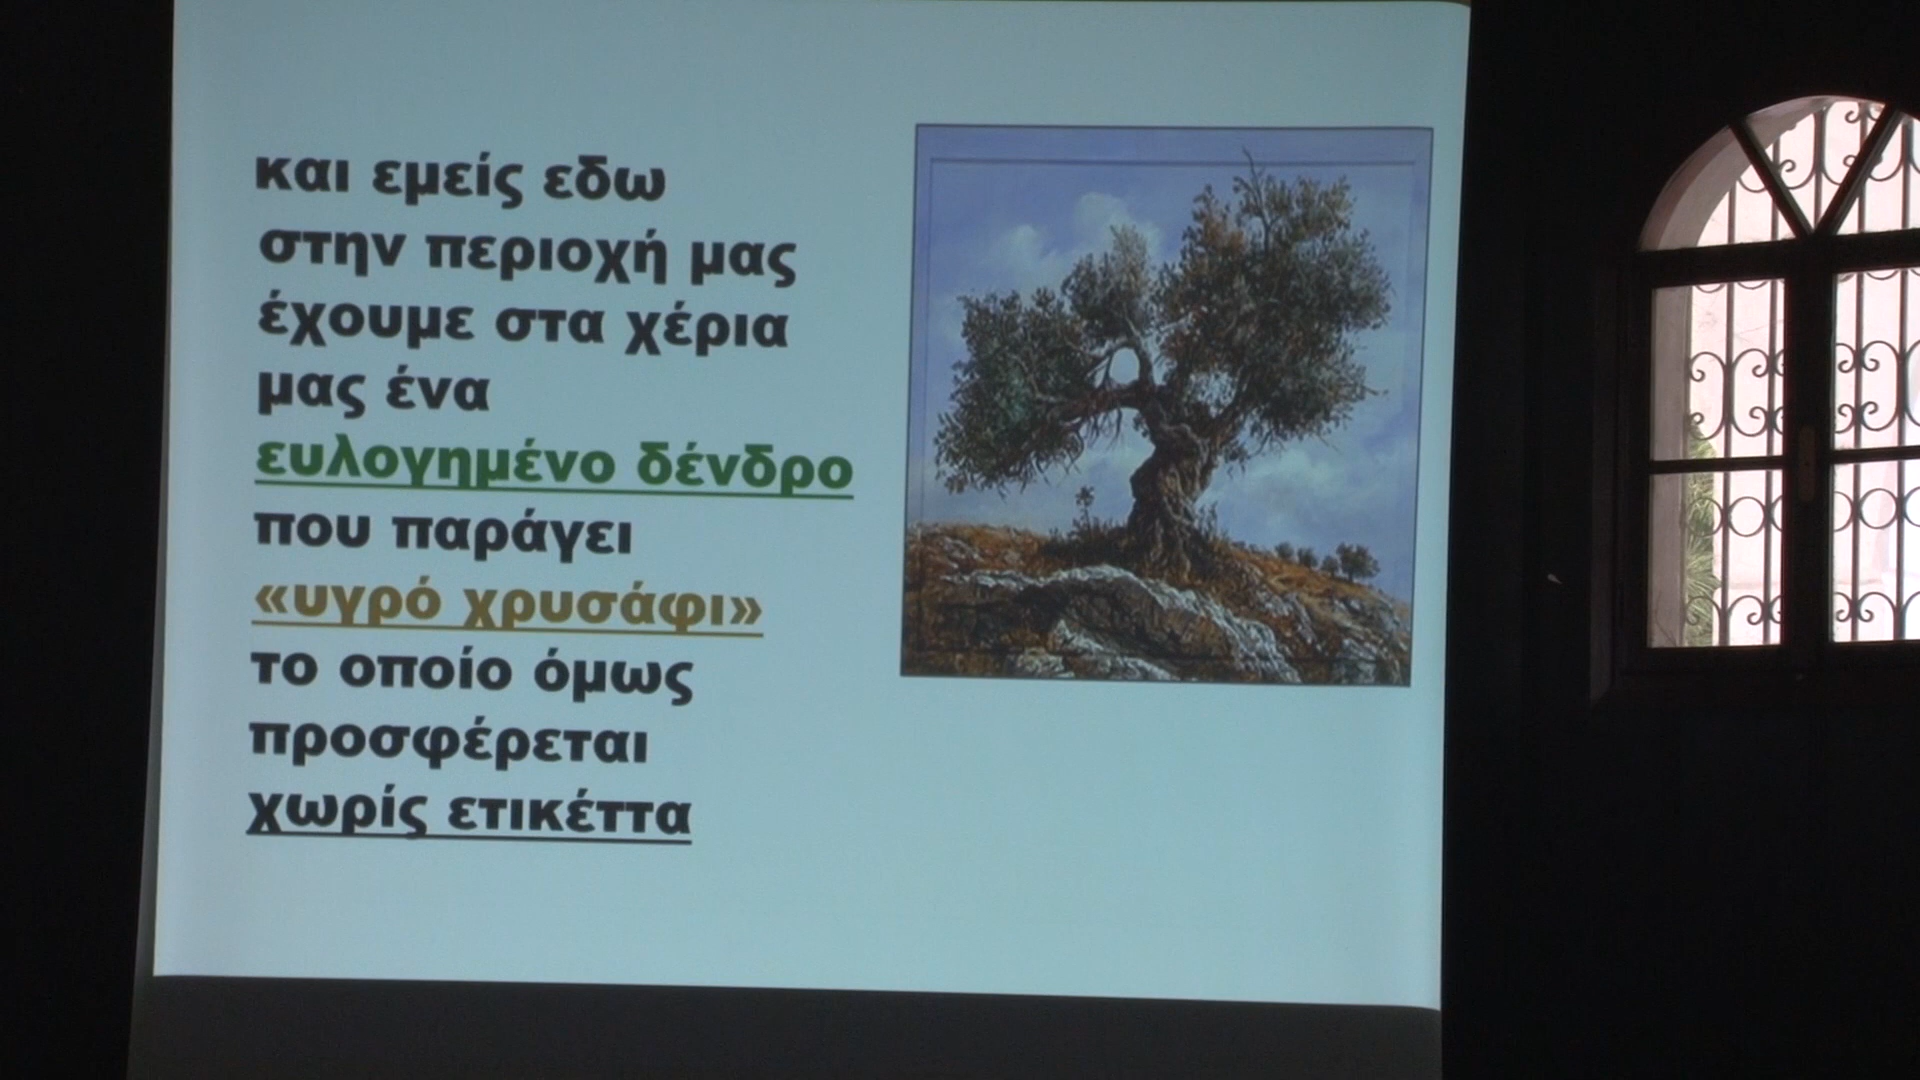 και εμείς εδω
στην περιοχή μας
έχουμε στα χέρια
μας ένα
ευλογημένο δένδρο
που παράγει
«υγρό χρυσάφι»
το οποίο όμως
προσφέρεται
χωρίς ετικέττα